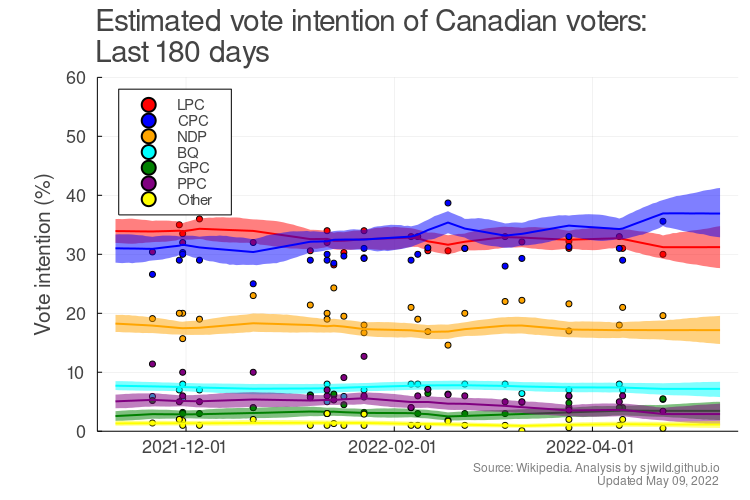 Estimated vote intention of Canadian voters:
Last 180 days
Vote intention (%)
60
50
40
30
20
10
0
LPC
CPC
NDP
BQ
GPC
PPC
Other
2021-12-01
2022-02-01
2022-04-01
Source: Wikipedia. Analysis by sjwild.github.io
Updated May 09, 2022